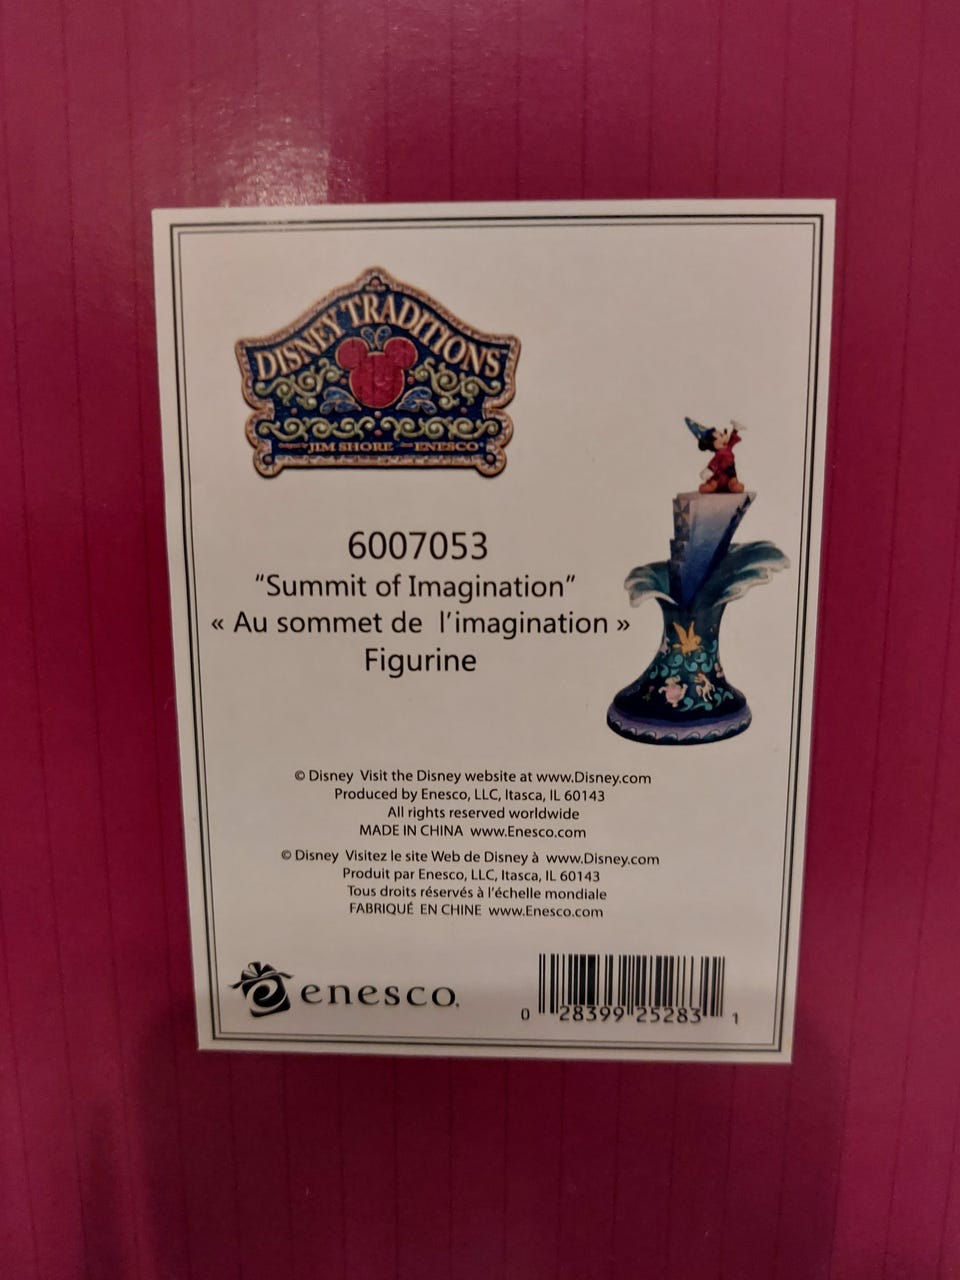 DISNEY TRADITIONS
JIM SHORE ENESCO
6007053
“Summit of Imagination”
« Au sommet de l’imagination »
Figurine
© Disney Visit the Disney website at www.Disney.com
Produced by Enesco, LLC, Itasca, IL 60143
All rights reserved worldwide
MADE IN CHINA www.Enesco.com
© Disney Visitez le site Web de Disney à www.Disney.com
Produit par Enesco, LLC, Itasca, IL 60143
Tous droits réservés à l’échelle mondiale
FABRIQUÉ EN CHINE www.Enesco.com
enesco.
0 28399 25283 1